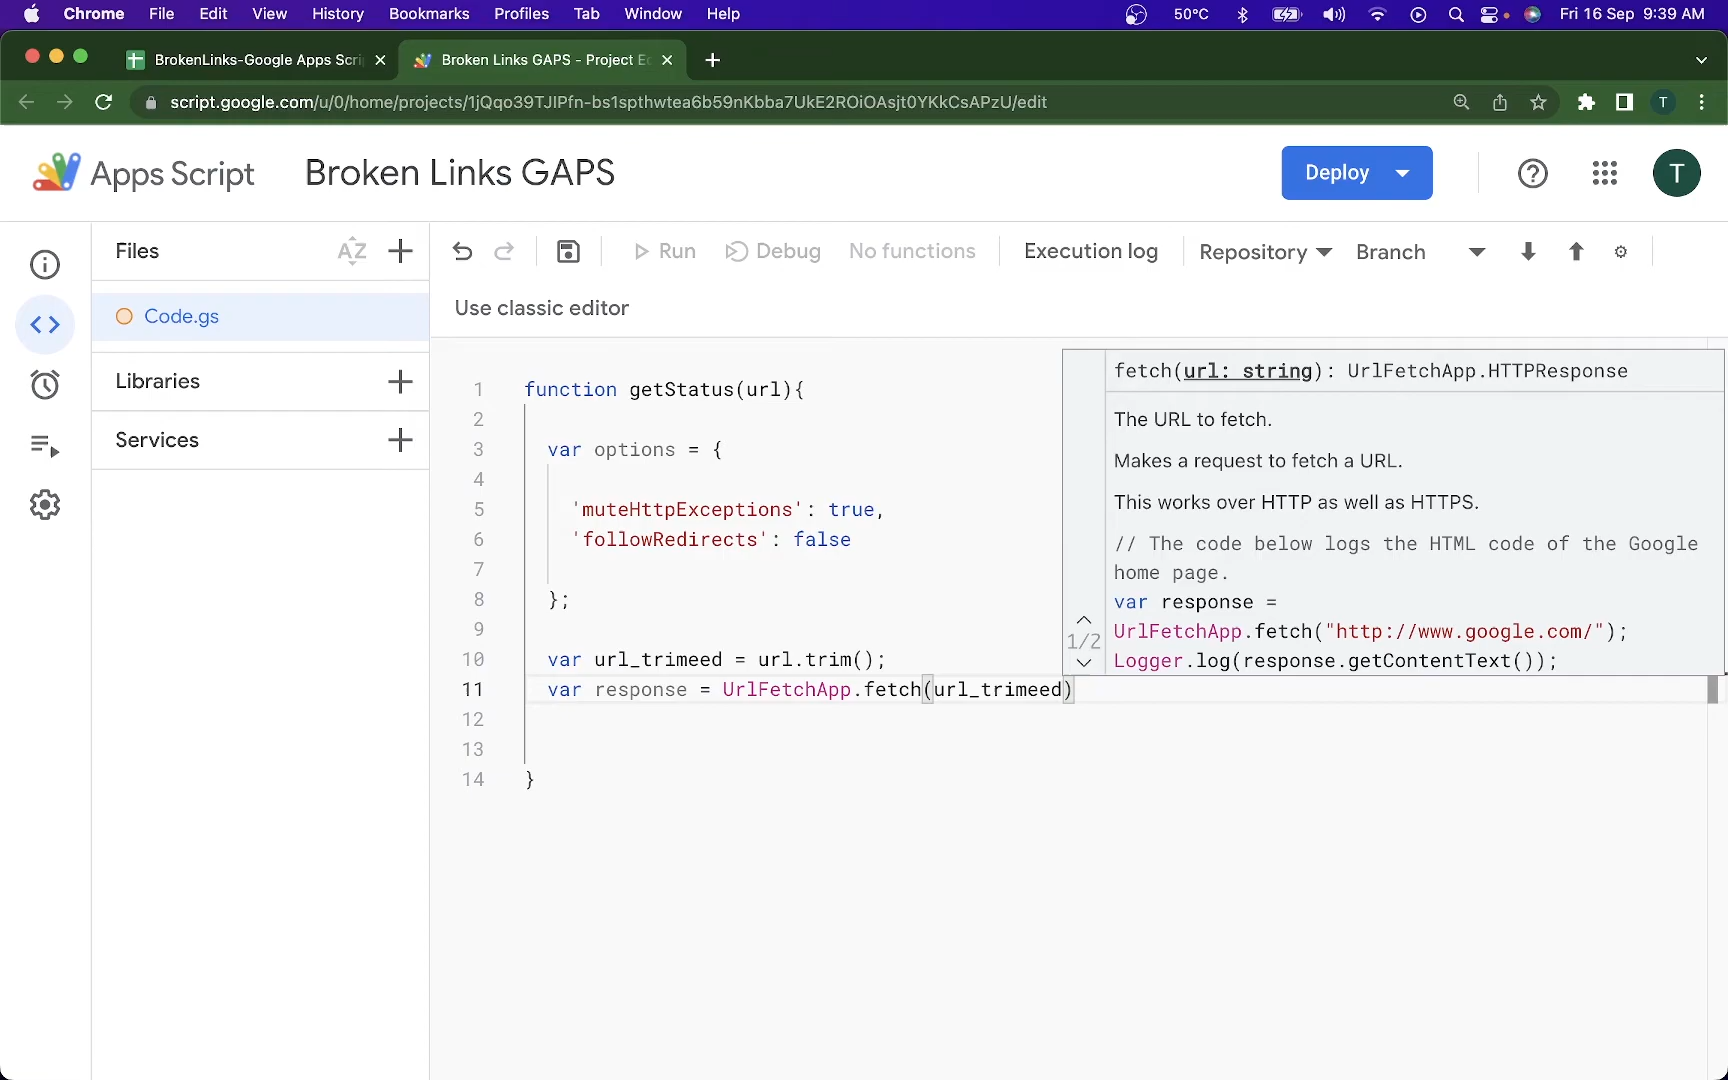 Chrome File Edit View History Bookmarks Profiles Tab Window Help 50°C Fri 16 Sep 9:39 AM
BrokenLinks-Google Apps Scri Broken Links GAPS - Project Ed
script.google.com/u/0/home/projects/1jQqo39TJIPfn-bs1spthwtea6b59nKbba7UkE2ROiOAsjt0YKkCsAPzU/edit T
Apps Script Broken Links GAPS Deploy T
Files AZ Run Debug No functions Execution log Repository Branch
Use classic editor
Code.gs
Libraries
Services
1 function getStatus(url){
2
3 var options = {
4
5 'muteHttpExceptions': true,
6 'followRedirects': false
7
8 };
9
10 var url_trimeed = url.trim();
11 var response = UrlFetchApp.fetch(url_trimeed)
12
13
14 }
fetch(url: string): UrlFetchApp.HTTPResponse
The URL to fetch.
Makes a request to fetch a URL.
This works over HTTP as well as HTTPS.
// The code below logs the HTML code of the Google
home page.
var response =
1/2
UrlFetchApp.fetch("http://www.google.com/");
Logger.log(response.getContentText());